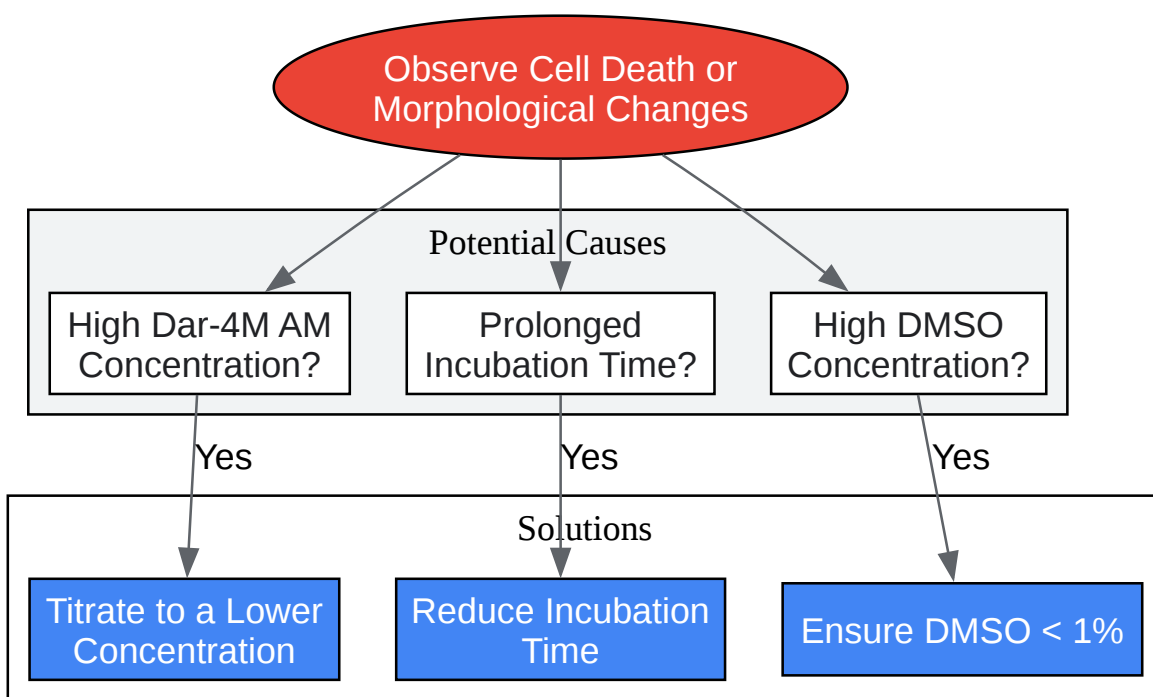 Observe Cell Death or
Morphological Changes
Potential Causes
High Dar-4M AM
Concentration?
Prolonged
Incubation Time?
High DMSO
Concentration?
Yes
Yes
Yes
Solutions
Titrate to a Lower
Concentration
Reduce Incubation
Time
Ensure DMSO < 1%